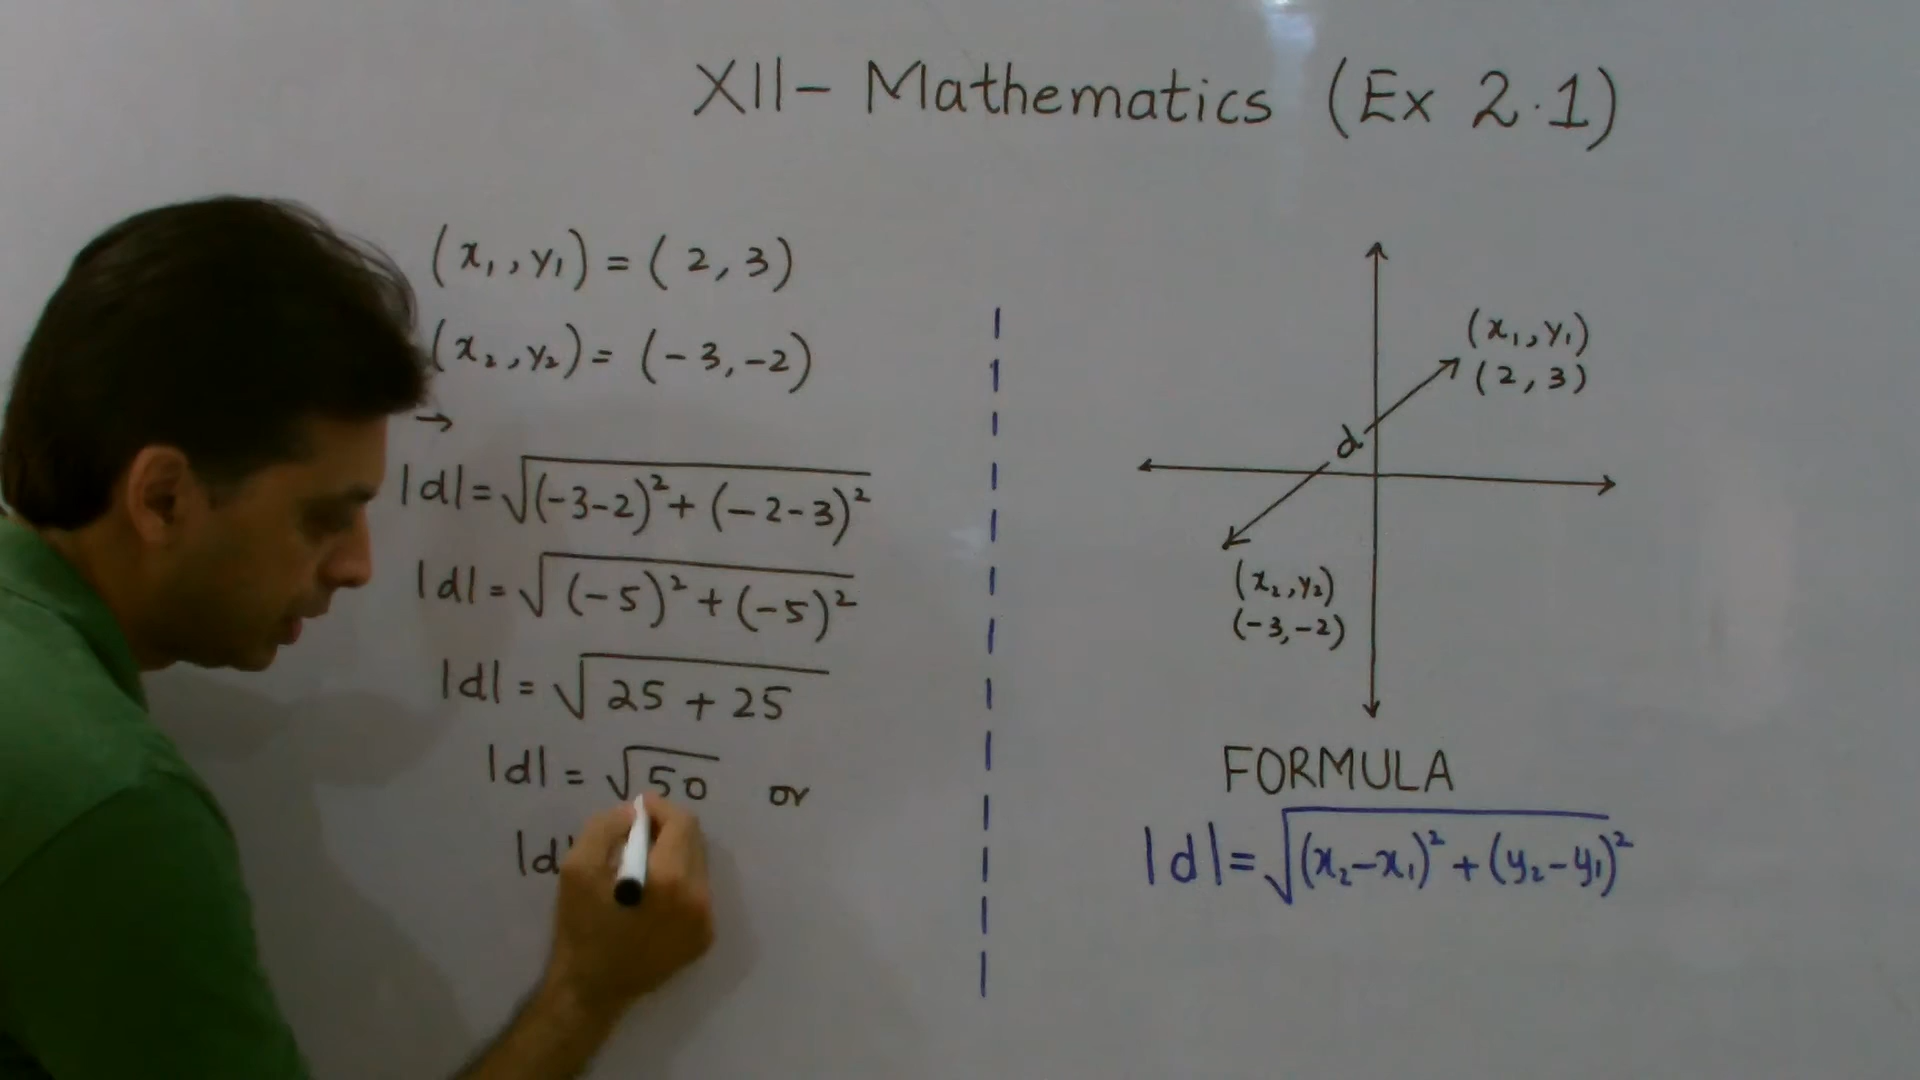 XII- Mathematics (Ex 2.1)
(x₁, y₁) = (2, 3)
(x₂, y₂) = (-3, -2)
→
|d| = √(-3-2)² + (-2-3)²
|d| = √(-5)² + (-5)²
|d| = √25 + 25
|d| = √50 or
|d
(x₁, y₁)
(2, 3)
d
(x₂, y₂)
(-3, -2)
FORMULA
|d| = √(x₂-x₁)² + (y₂-y₁)²